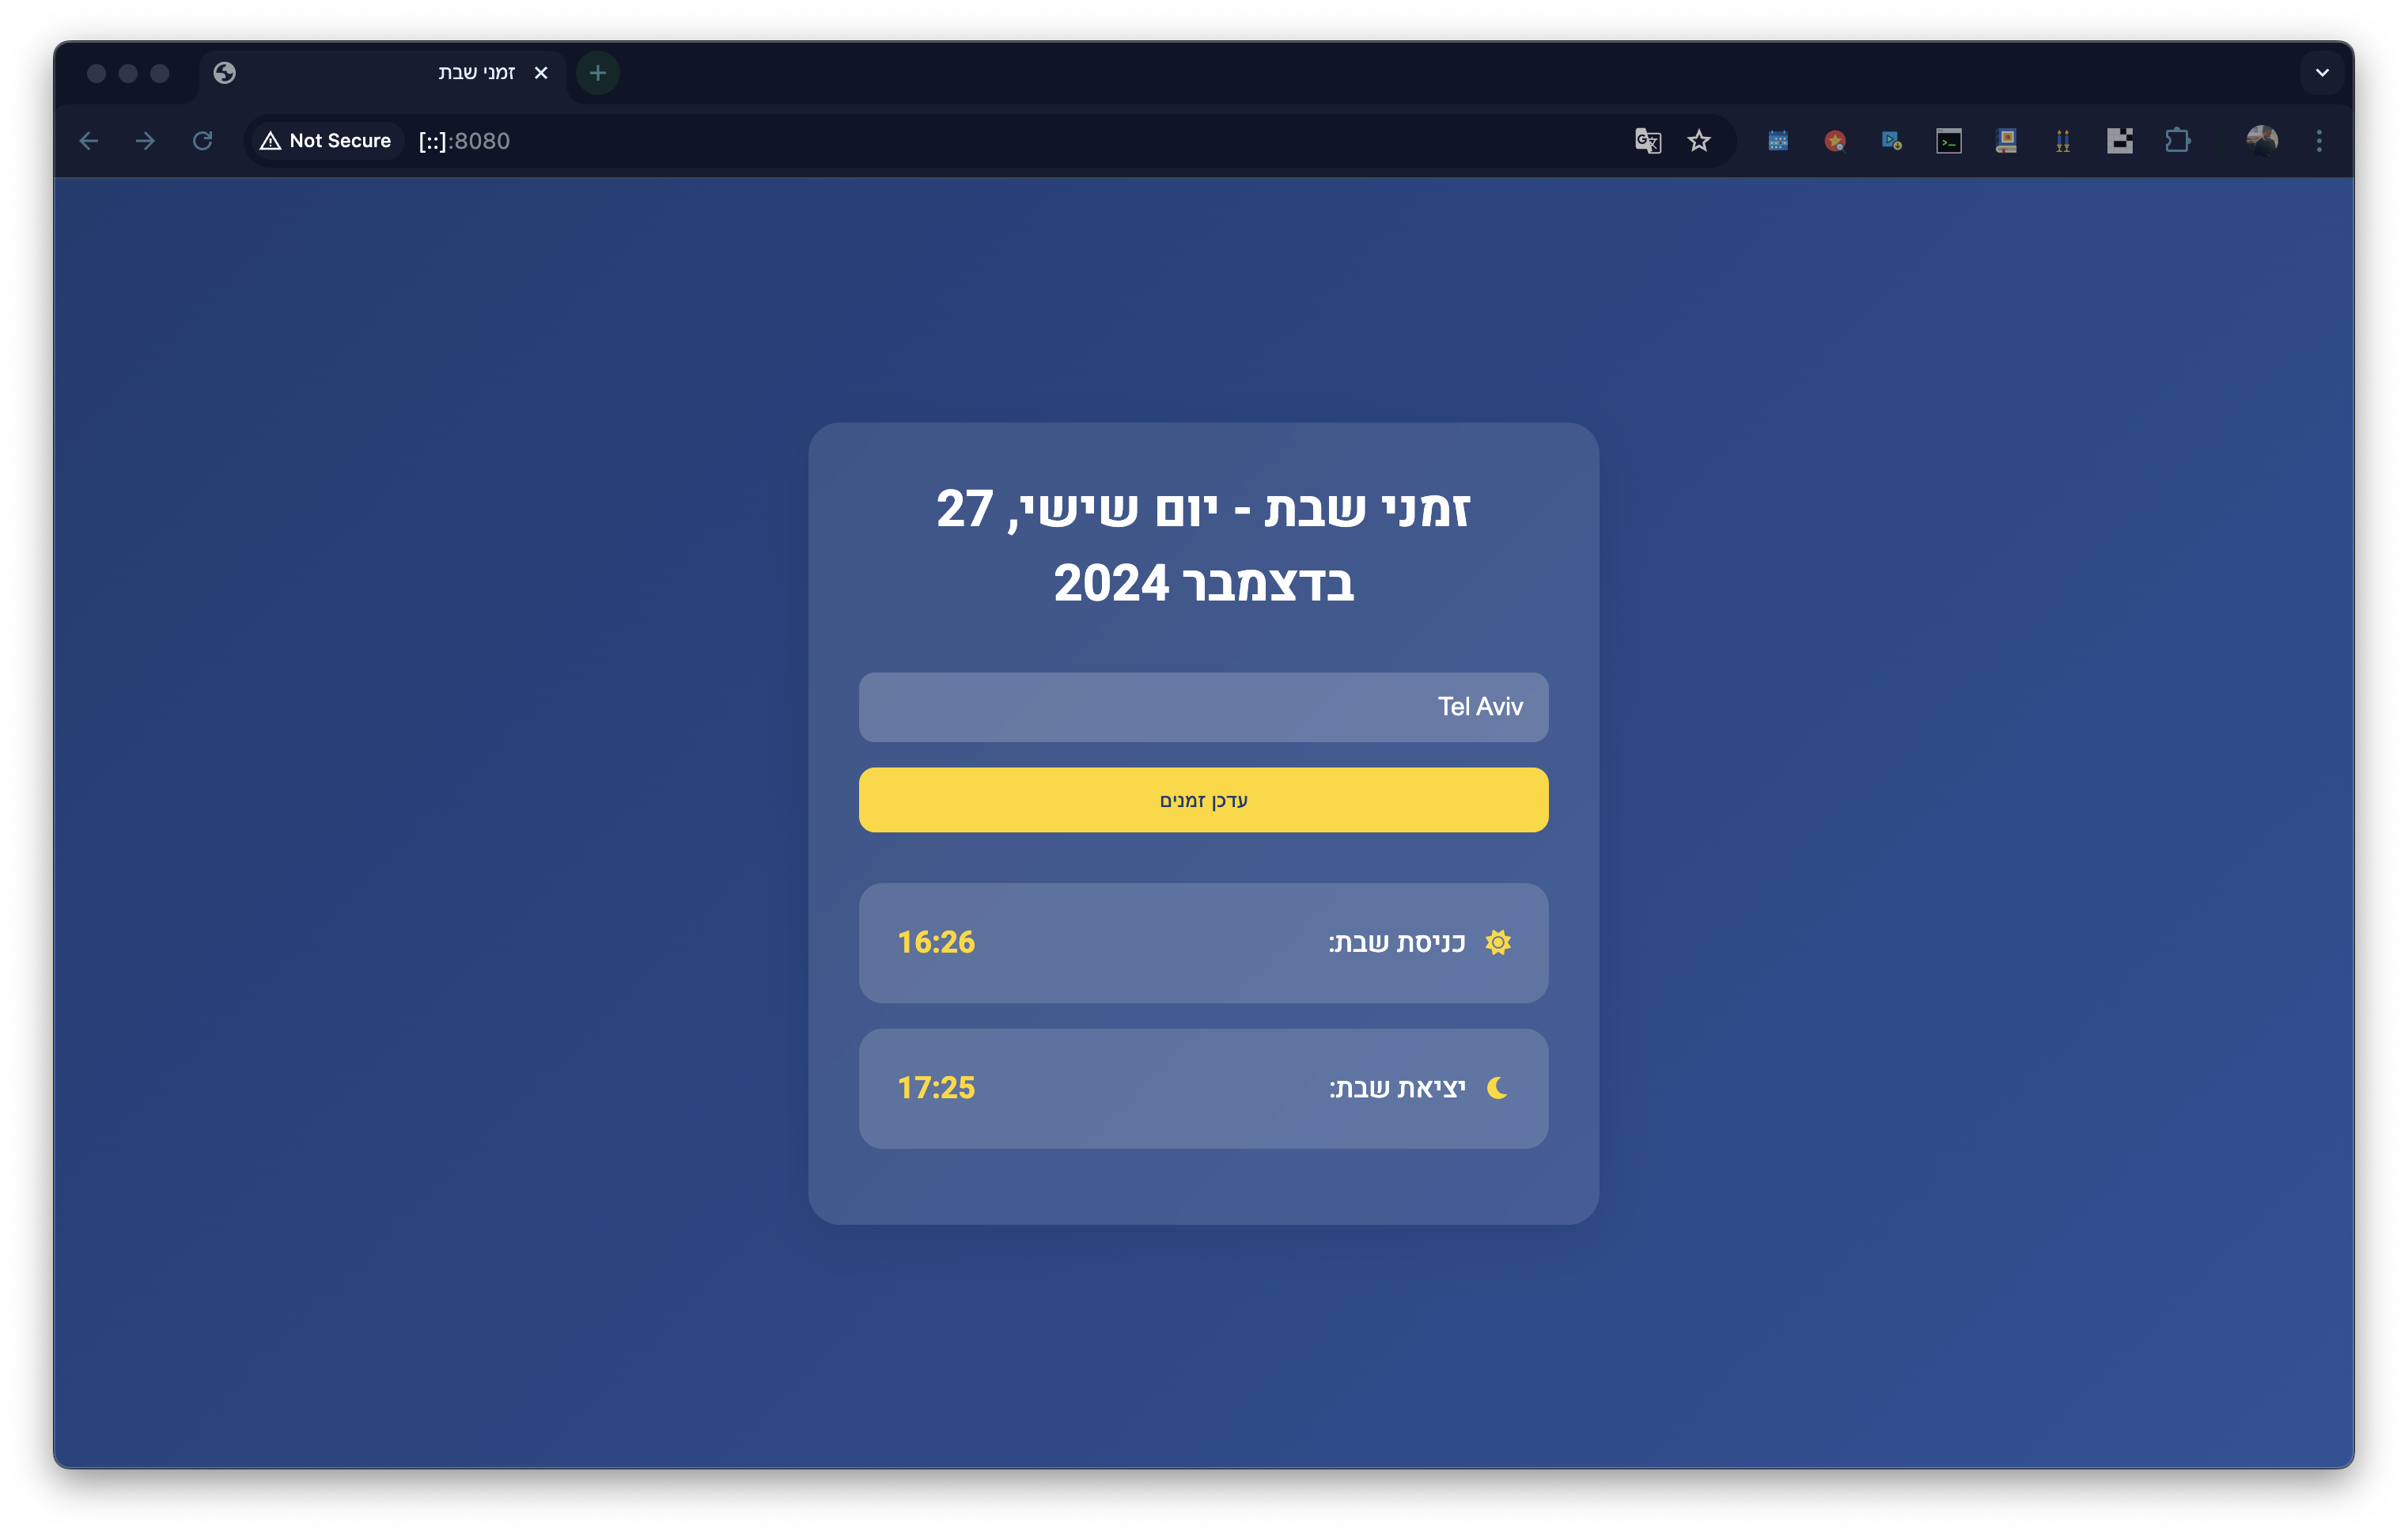 זמני שבת
Not Secure [::]:8080
זמני שבת - יום שישי, 27
בדצמבר 2024
Tel Aviv
עדכן זמנים
כניסת שבת: 16:26
יציאת שבת: 17:25